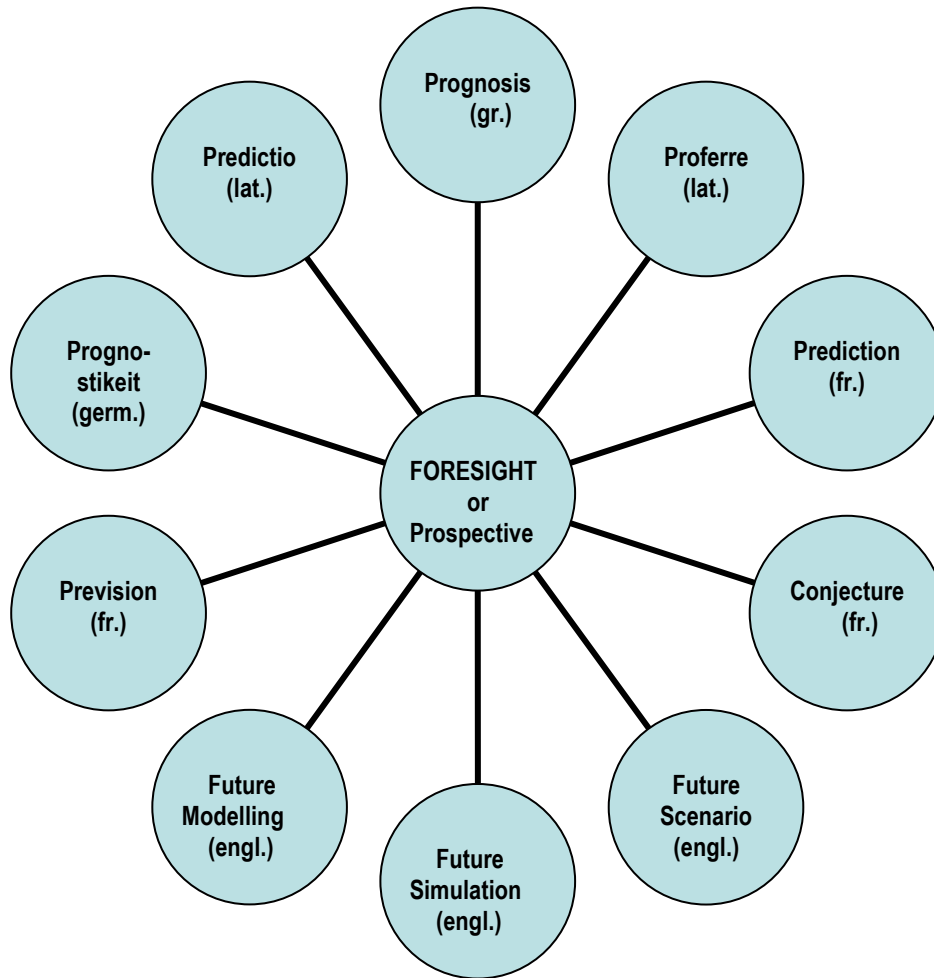 Prognosis
(gr.)
Predictio
(lat.)
Proferre
(lat.)
Progno-
stikeit
(germ.)
Prediction
(fr.)
FORESIGHT
or
Prospective
Prevision
(fr.)
Conjecture
(fr.)
Future
Modelling
(engl.)
Future
Scenario
(engl.)
Future
Simulation
(engl.)